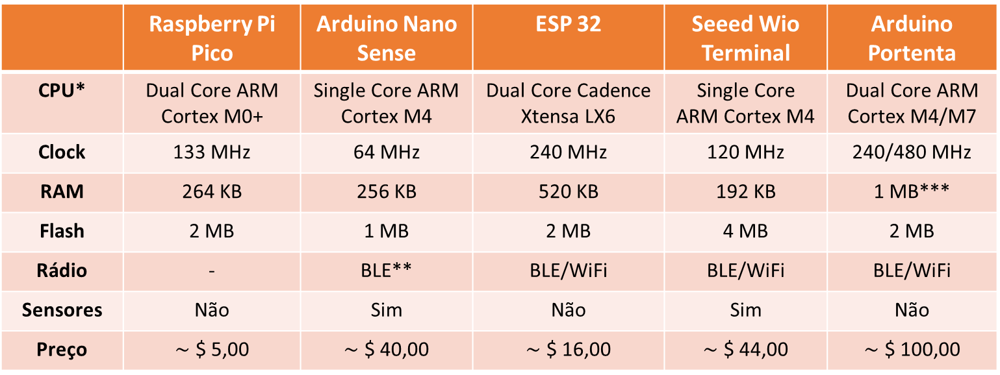 Raspberry Pi Pico Arduino Nano Sense ESP 32 Seeed Wio Terminal Arduino Portenta
CPU* Dual Core ARM Cortex M0+ Single Core ARM Cortex M4 Dual Core Cadence Xtensa LX6 Single Core ARM Cortex M4 Dual Core ARM Cortex M4/M7
Clock 133 MHz 64 MHz 240 MHz 120 MHz 240/480 MHz
RAM 264 KB 256 KB 520 KB 192 KB 1 MB***
Flash 2 MB 1 MB 2 MB 4 MB 2 MB
Rádio - BLE** BLE/WiFi BLE/WiFi BLE/WiFi
Sensores Não Sim Não Sim Não
Preço ~ $ 5,00 ~ $ 40,00 ~ $ 16,00 ~ $ 44,00 ~ $ 100,00